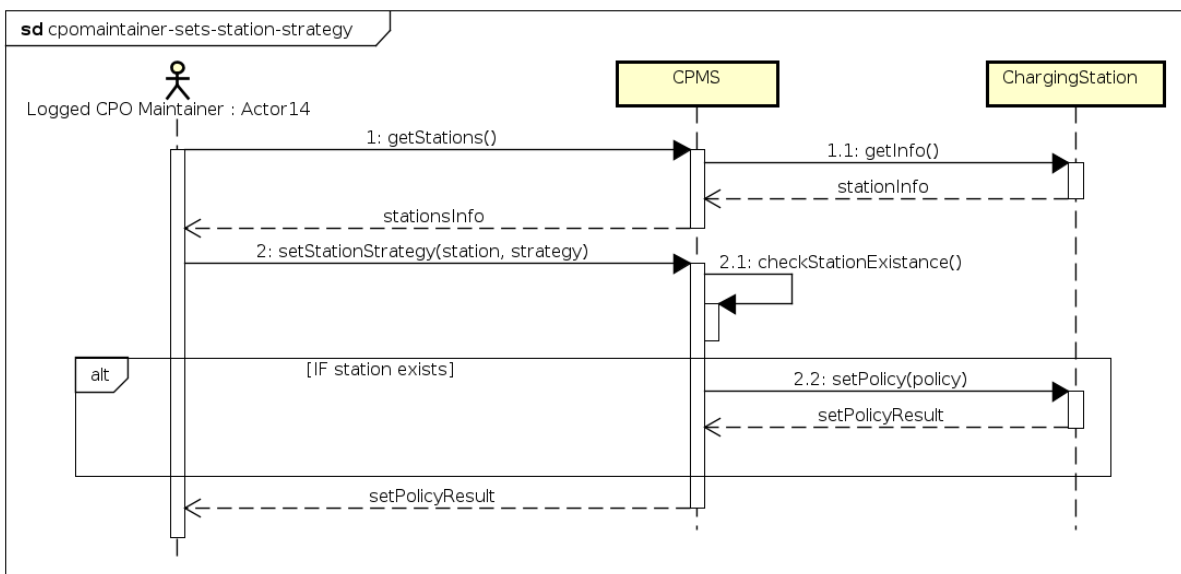 sd cpomaintainer-sets-station-strategy
CPMS
ChargingStation
Logged CPO Maintainer : Actor14
1: getStations()
1.1: getInfo()
stationInfo
stationsInfo
2: setStationStrategy(station, strategy)
2.1: checkStationExistance()
alt
[IF station exists]
2.2: setPolicy(policy)
setPolicyResult
setPolicyResult